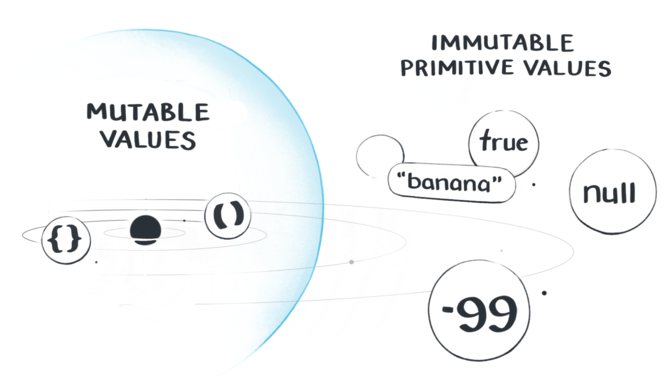 IMMUTABLE
PRIMITIVE VALUES
MUTABLE
VALUES
true
"banana"
null
{}
()
-99